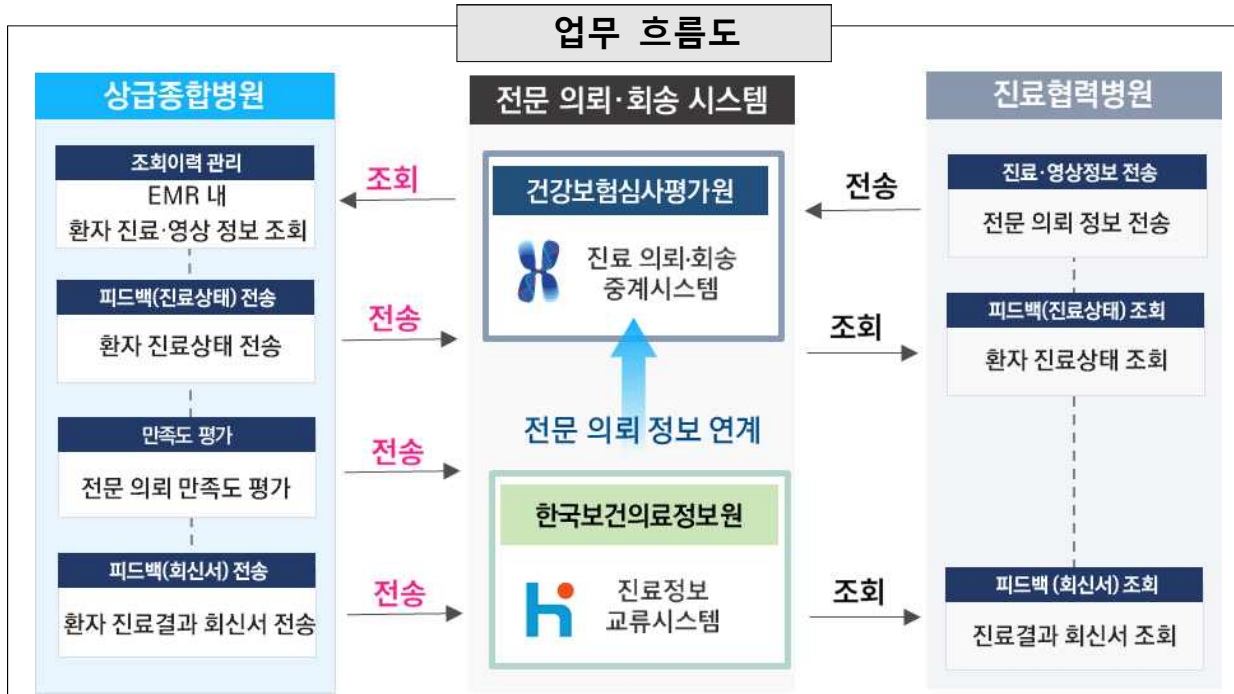 업무 흐름도
상급종합병원
조회이력 관리
EMR 내
환자 진료·영상 정보 조회
피드백(진료상태) 전송
환자 진료상태 전송
만족도 평가
전문 의뢰 만족도 평가
피드백(회신서) 전송
환자 진료결과 회신서 전송
조회
전송
전송
전송
전문 의뢰·회송 시스템
건강보험심사평가원
진료 의뢰·회송
중계시스템
전문 의뢰 정보 연계
한국보건의료정보원
진료정보
교류시스템
전송
조회
조회
진료협력병원
진료·영상정보 전송
전문 의뢰 정보 전송
피드백(진료상태) 조회
환자 진료상태 조회
피드백 (회신서) 조회
진료결과 회신서 조회